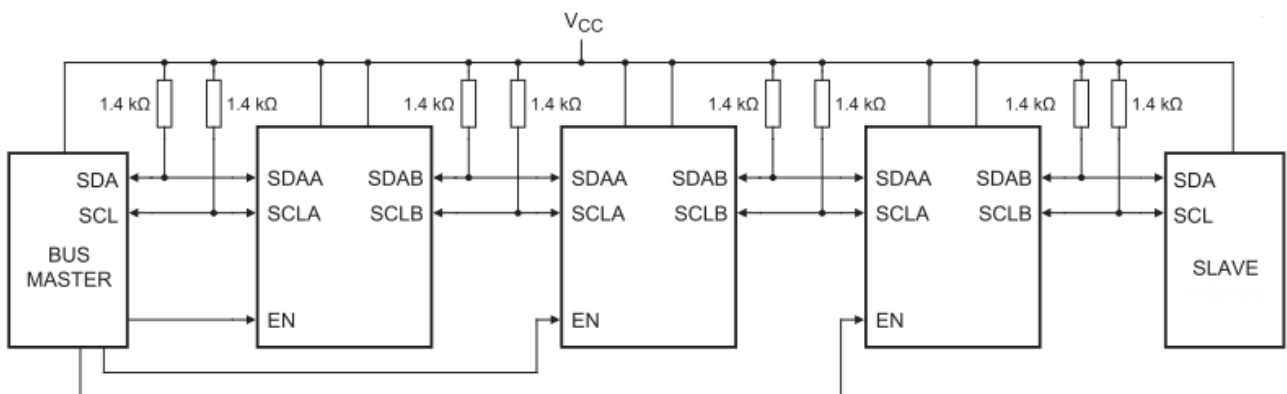 VCC
1.4 kΩ 1.4 kΩ 1.4 kΩ 1.4 kΩ 1.4 kΩ 1.4 kΩ 1.4 kΩ 1.4 kΩ
SDA SDAA SDAB SDAA SDAB SDAA SDAB SDA
SCL SCLA SCLB SCLA SCLB SCLA SCLB SCL
BUS
MASTER
SLAVE
EN EN EN